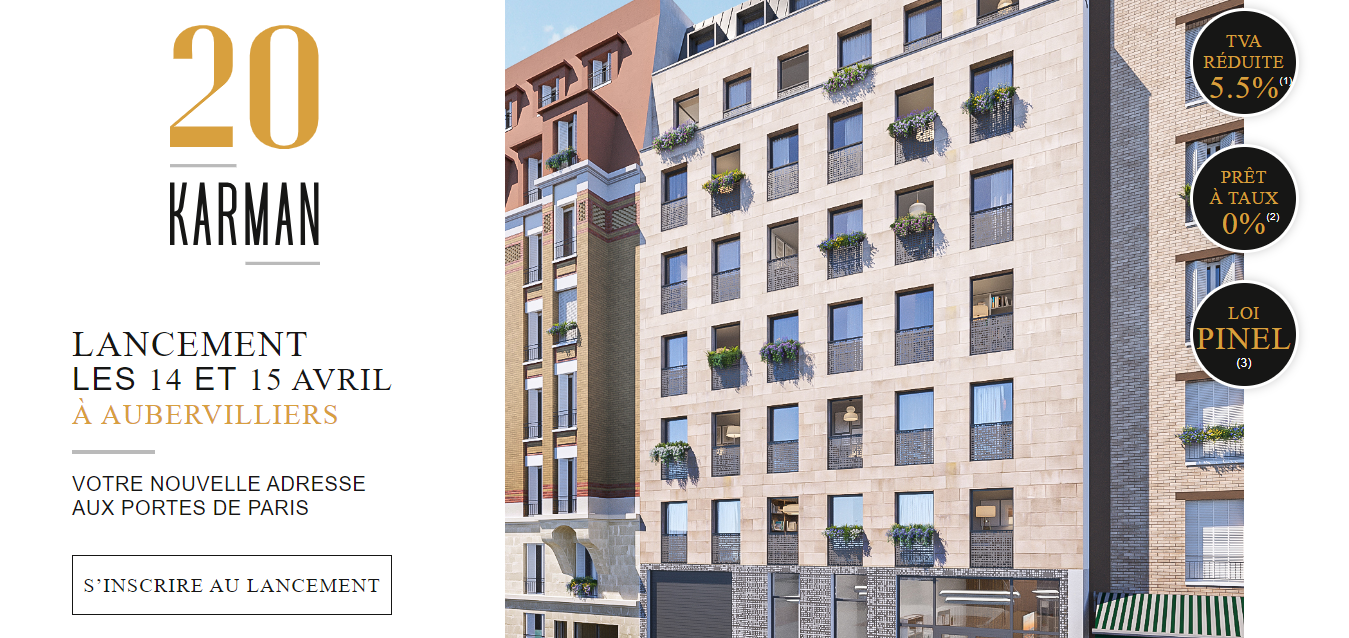 20
KARMAN
LANCEMENT
LES 14 ET 15 AVRIL
À AUBERVILLIERS
VOTRE NOUVELLE ADRESSE
AUX PORTES DE PARIS
S’INSCRIRE AU LANCEMENT
TVA
RÉDUITE
5.5%(1)
PRÊT
À TAUX
0%(2)
LOI
PINEL
(3)